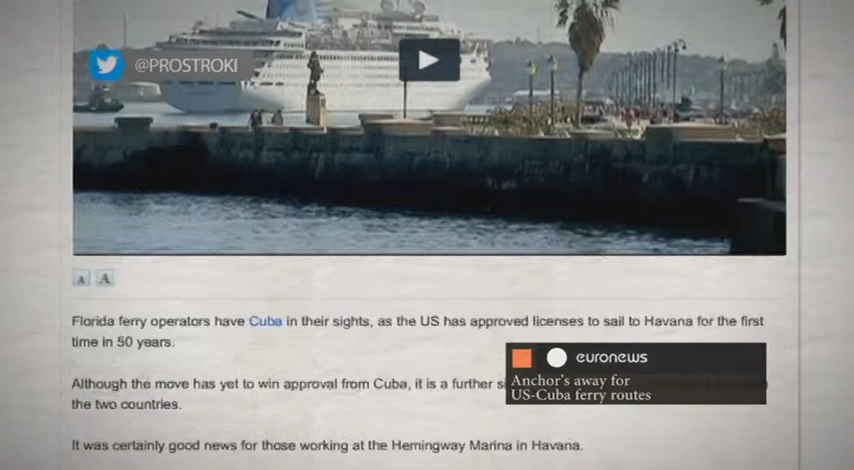 @PROSTROKI
A A
Florida ferry operators have Cuba in their sights, as the US has approved licenses to sail to Havana for the first
time in 50 years.
euronews
Anchor's away for
US-Cuba ferry routes
Although the move has yet to win approval from Cuba, it is a further
the two countries.
It was certainly good news for those working at the Hemingway Marina in Havana.